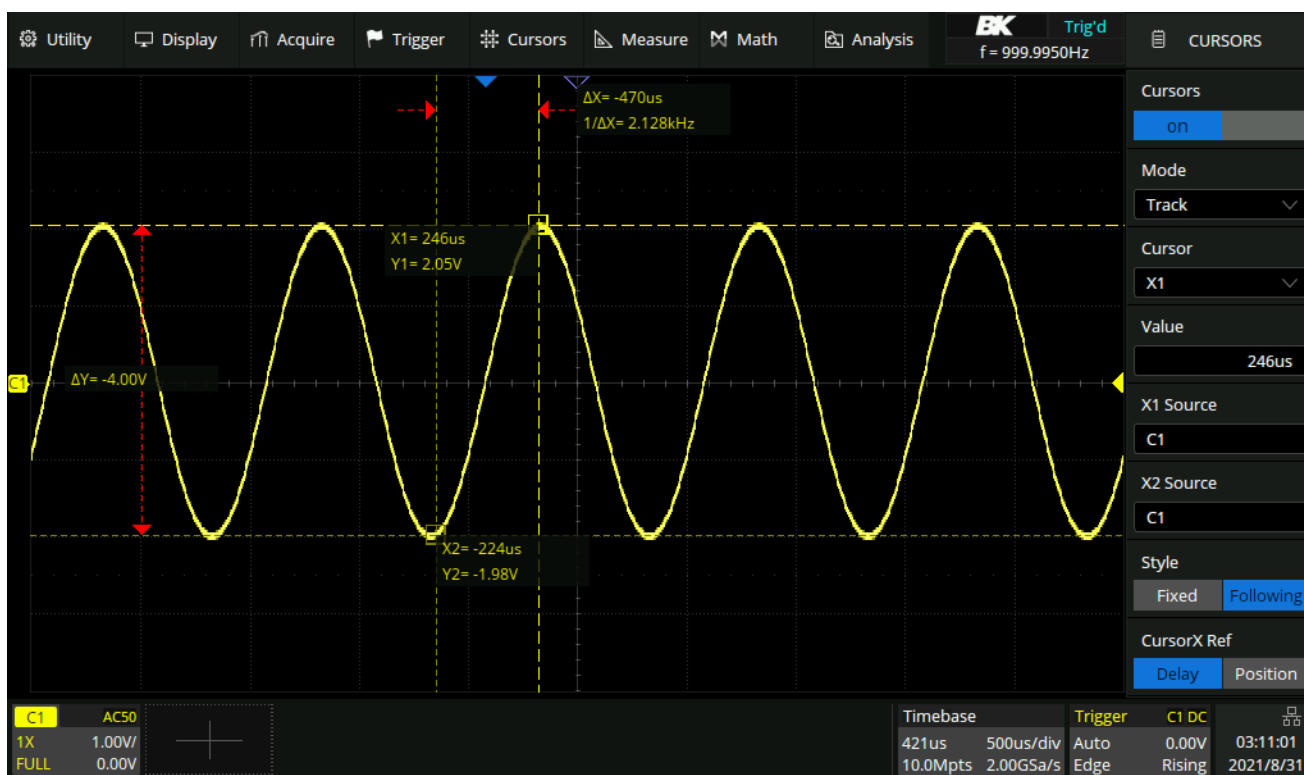 Utility Display Acquire Trigger Cursors Measure Math Analysis
BK Trig'd
f = 999.9950Hz
CURSORS
ΔX= -470us
1/ΔX= 2.128kHz
X1= 246us
Y1= 2.05V
ΔY= -4.00V
C1
X2= -224us
Y2= -1.98V
Cursors
on
Mode
Track
Cursor
X1
Value
246us
X1 Source
C1
X2 Source
C1
Style
Fixed Following
CursorX Ref
Delay Position
C1 AC50
1X 1.00V/
FULL 0.00V
Timebase
421us 500us/div
10.0Mpts 2.00GSa/s
Trigger C1 DC
Auto 0.00V
Edge Rising
03:11:01
2021/8/31